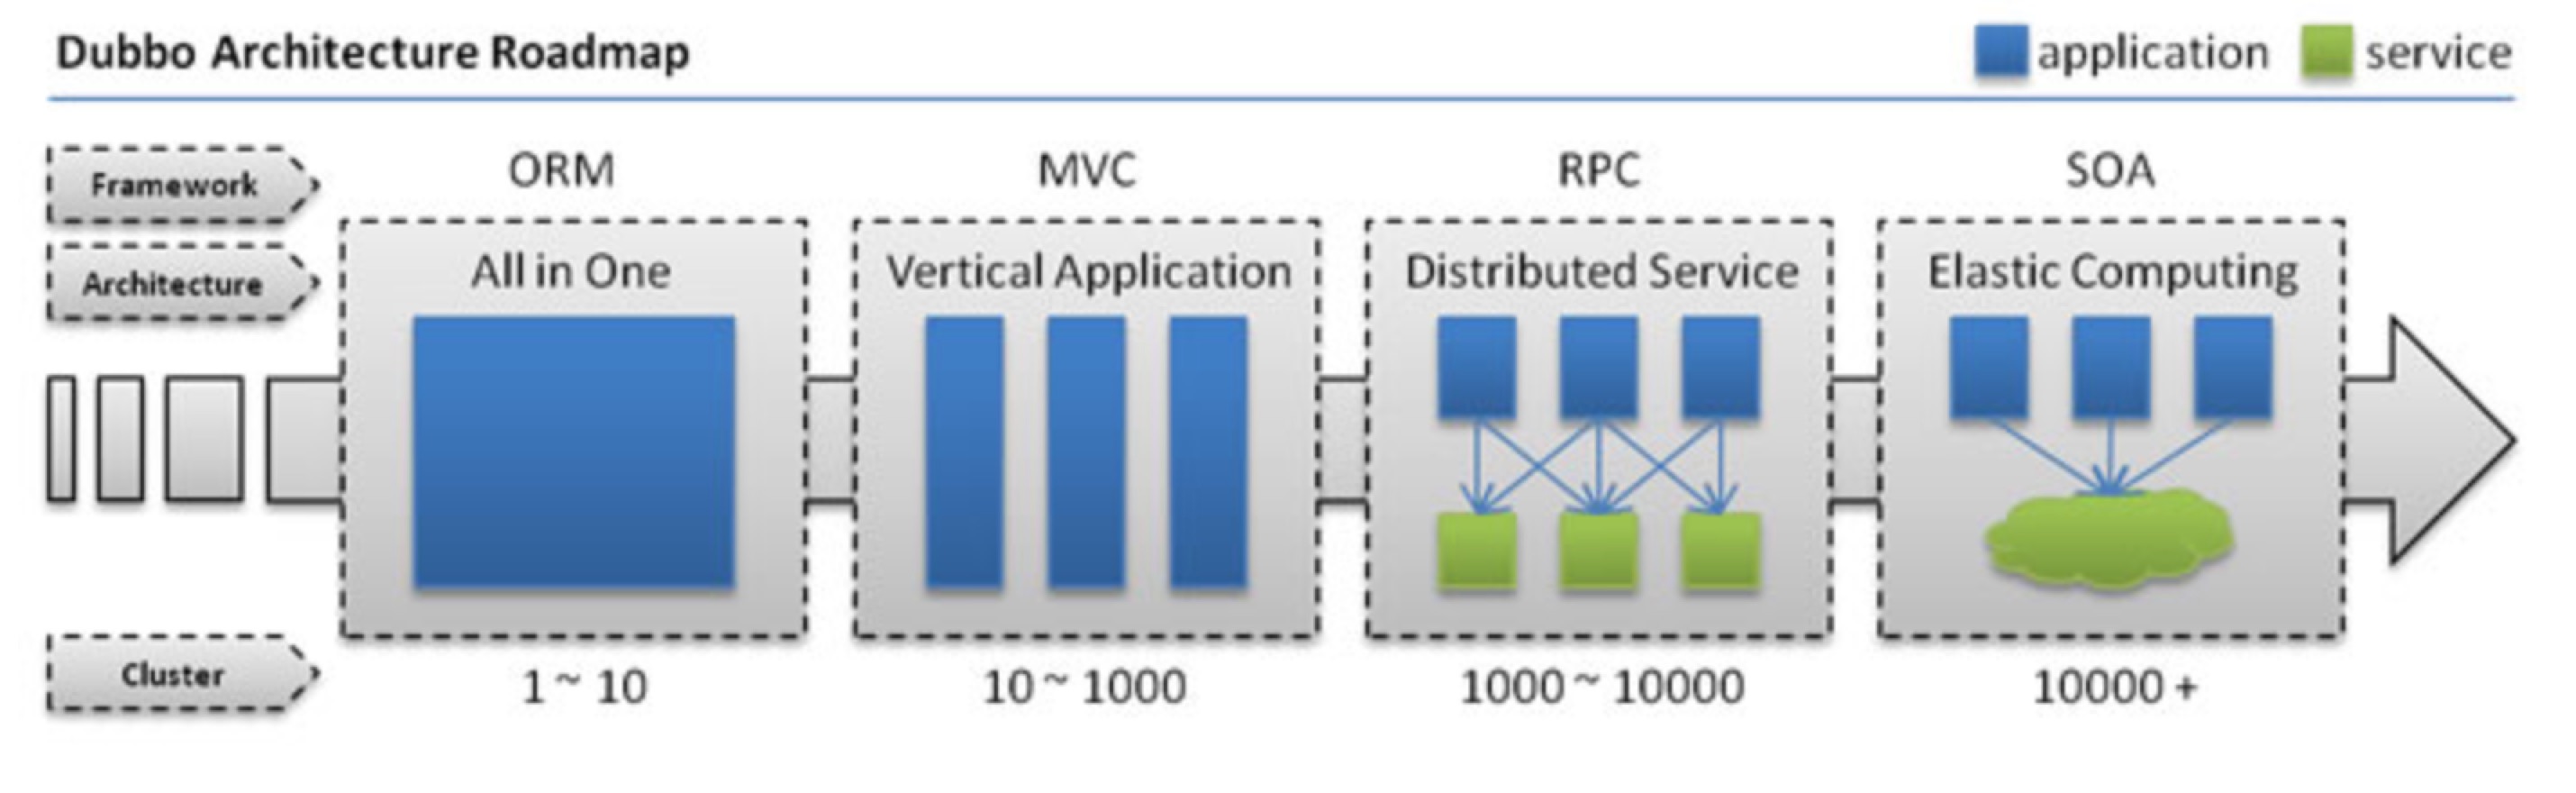 Dubbo Architecture Roadmap
application
service
Framework
ORM
MVC
RPC
SOA
Architecture
All in One
Vertical Application
Distributed Service
Elastic Computing
Cluster
1 ~ 10
10 ~ 1000
1000 ~ 10000
10000 +